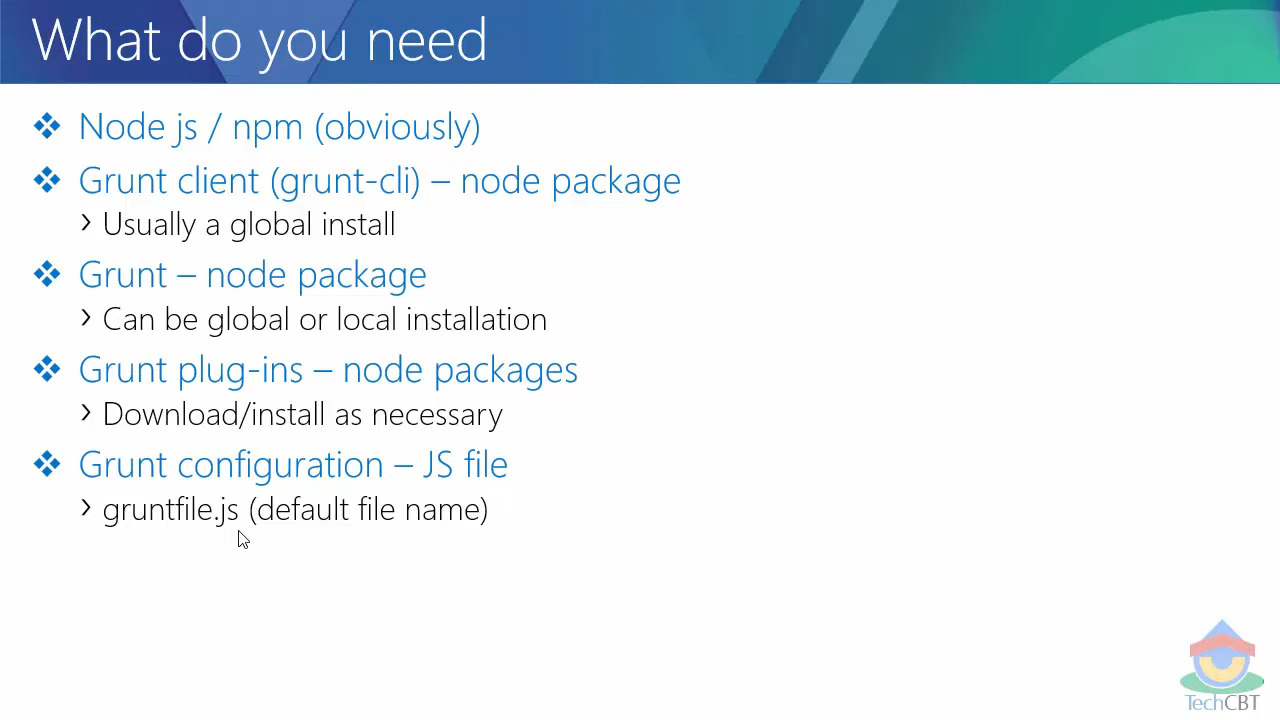 What do you need
Node js / npm (obviously)
Grunt client (grunt-cli) – node package
Usually a global install
Grunt – node package
Can be global or local installation
Grunt plug-ins – node packages
Download/install as necessary
Grunt configuration – JS file
gruntfile.js (default file name)
TechCBT